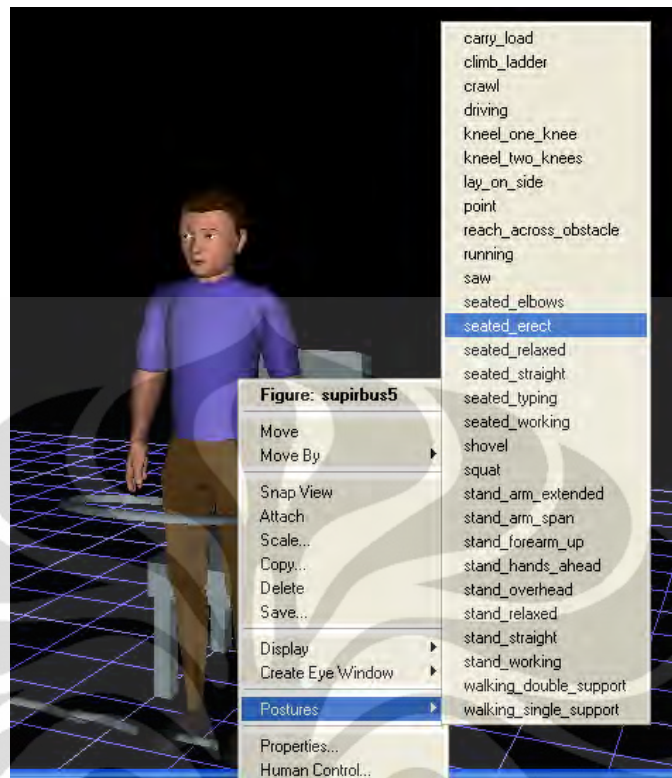 Figure: supirbus5
Move
Move By
Snap View
Attach
Scale...
Copy...
Delete
Save...
Display
Create Eye Window
Postures
Properties...
Human Control...
carry_load
climb_ladder
crawl
driving
kneel_one_knee
kneel_two_knees
lay_on_side
point
reach_across_obstacle
running
saw
seated_elbows
seated_erect
seated_relaxed
seated_straight
seated_typing
seated_working
shovel
squat
stand_arm_extended
stand_arm_span
stand_forearm_up
stand_hands_ahead
stand_overhead
stand_relaxed
stand_straight
stand_working
walking_double_support
walking_single_support